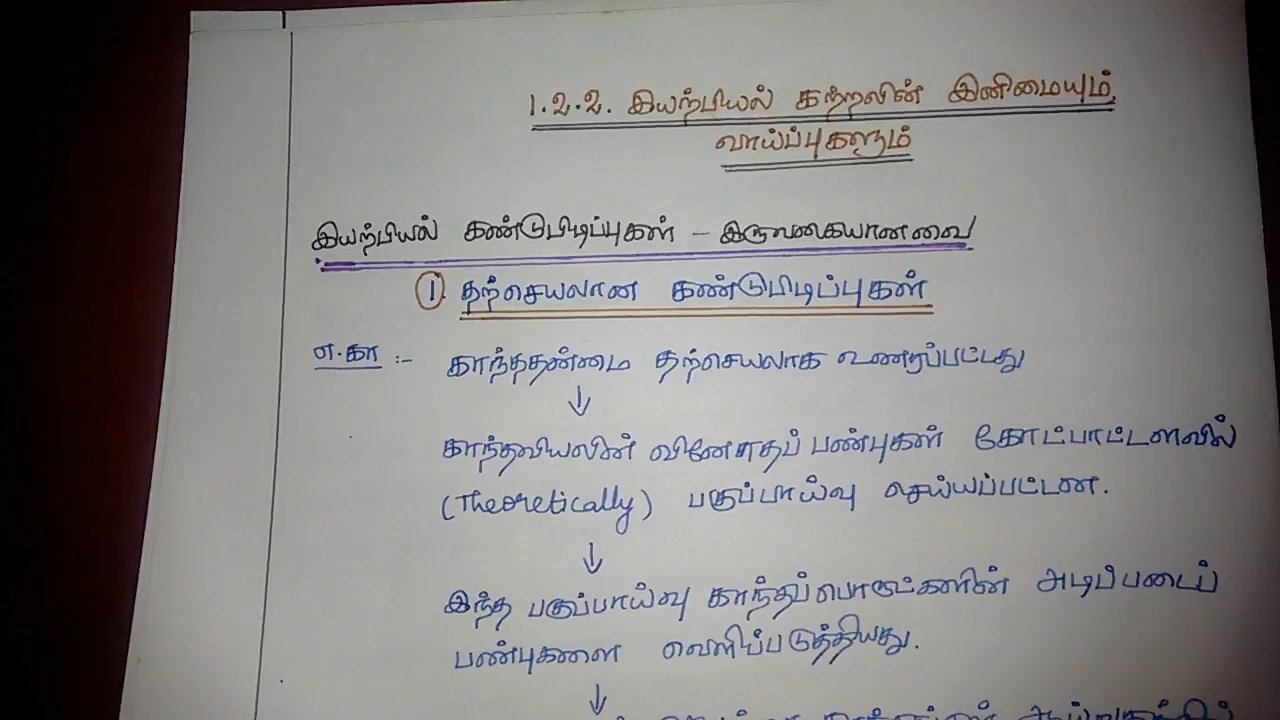 1.2.2. இயற்பியல் கற்றலின் இனிமையும்
வாய்ப்புகளும்
இயற்பியல் கண்டுபிடிப்புகள் – இருவகையானவை
1. தற்செயலான கண்டுபிடிப்புகள்
எ.கா :- காந்ததன்மை தற்செயலாக உணரப்பட்டது
↓
காந்தவியலின் வினோதப் பண்புகள் கோட்பாட்டளவில்
(Theoretically) பகுப்பாய்வு செய்யப்பட்டன.
↓
இந்த பகுப்பாய்வு காந்தப்பொருட்களின் அடிப்படைப்
பண்புகளை வெளிப்படுத்தியது.
↓